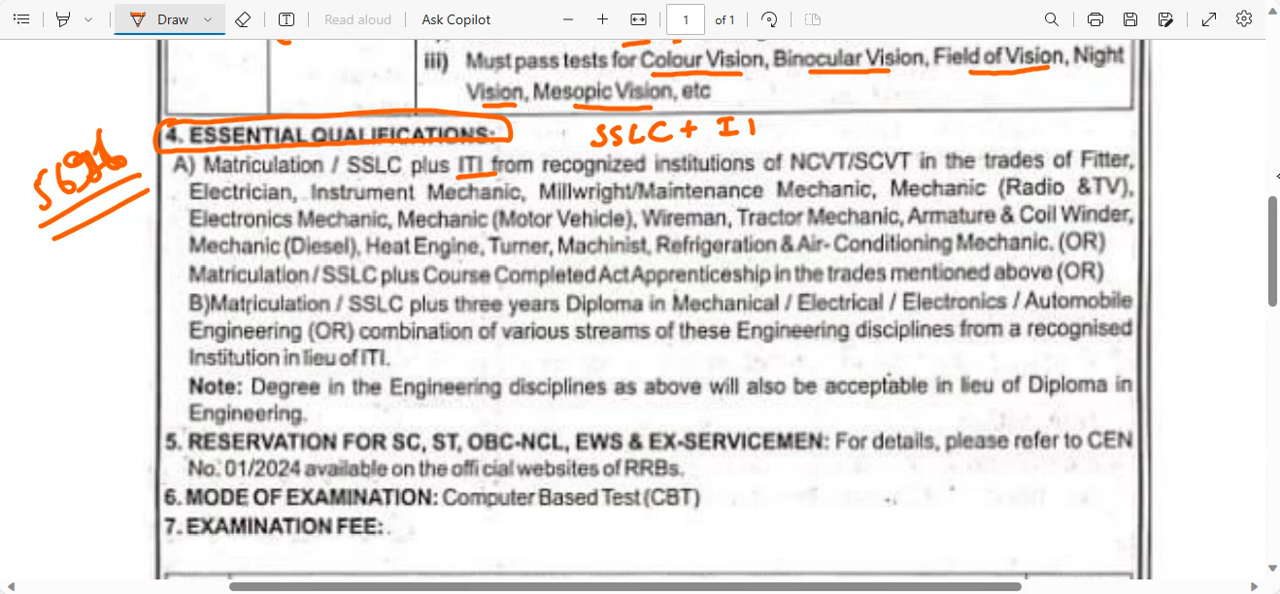 Draw
Read aloud
Ask Copilot
1
of 1
iii) Must pass tests for Colour Vision, Binocular Vision, Field of Vision, Night
Vision, Mesopic Vision, etc
4. ESSENTIAL QUALIFICATIONS:
SSLC + II
5696
A) Matriculation / SSLC plus ITI from recognized institutions of NCVT/SCVT in the trades of Fitter,
Electrician, Instrument Mechanic, Millwright/Maintenance Mechanic, Mechanic (Radio &TV),
Electronics Mechanic, Mechanic (Motor Vehicle), Wireman, Tractor Mechanic, Armature & Coil Winder,
Mechanic (Diesel), Heat Engine, Turner, Machinist, Refrigeration & Air- Conditioning Mechanic. (OR)
Matriculation / SSLC plus Course Completed Act Apprenticeship in the trades mentioned above (OR)
B)Matriculation / SSLC plus three years Diploma in Mechanical / Electrical / Electronics / Automobile
Engineering (OR) combination of various streams of these Engineering disciplines from a recognised
Institution in lieu of ITI.
Note: Degree in the Engineering disciplines as above will also be acceptable in lieu of Diploma in
Engineering.
5. RESERVATION FOR SC, ST, OBC-NCL, EWS & EX-SERVICEMEN: For details, please refer to CEN
No. 01/2024 available on the offi cial websites of RRBs.
6. MODE OF EXAMINATION: Computer Based Test (CBT)
7. EXAMINATION FEE: